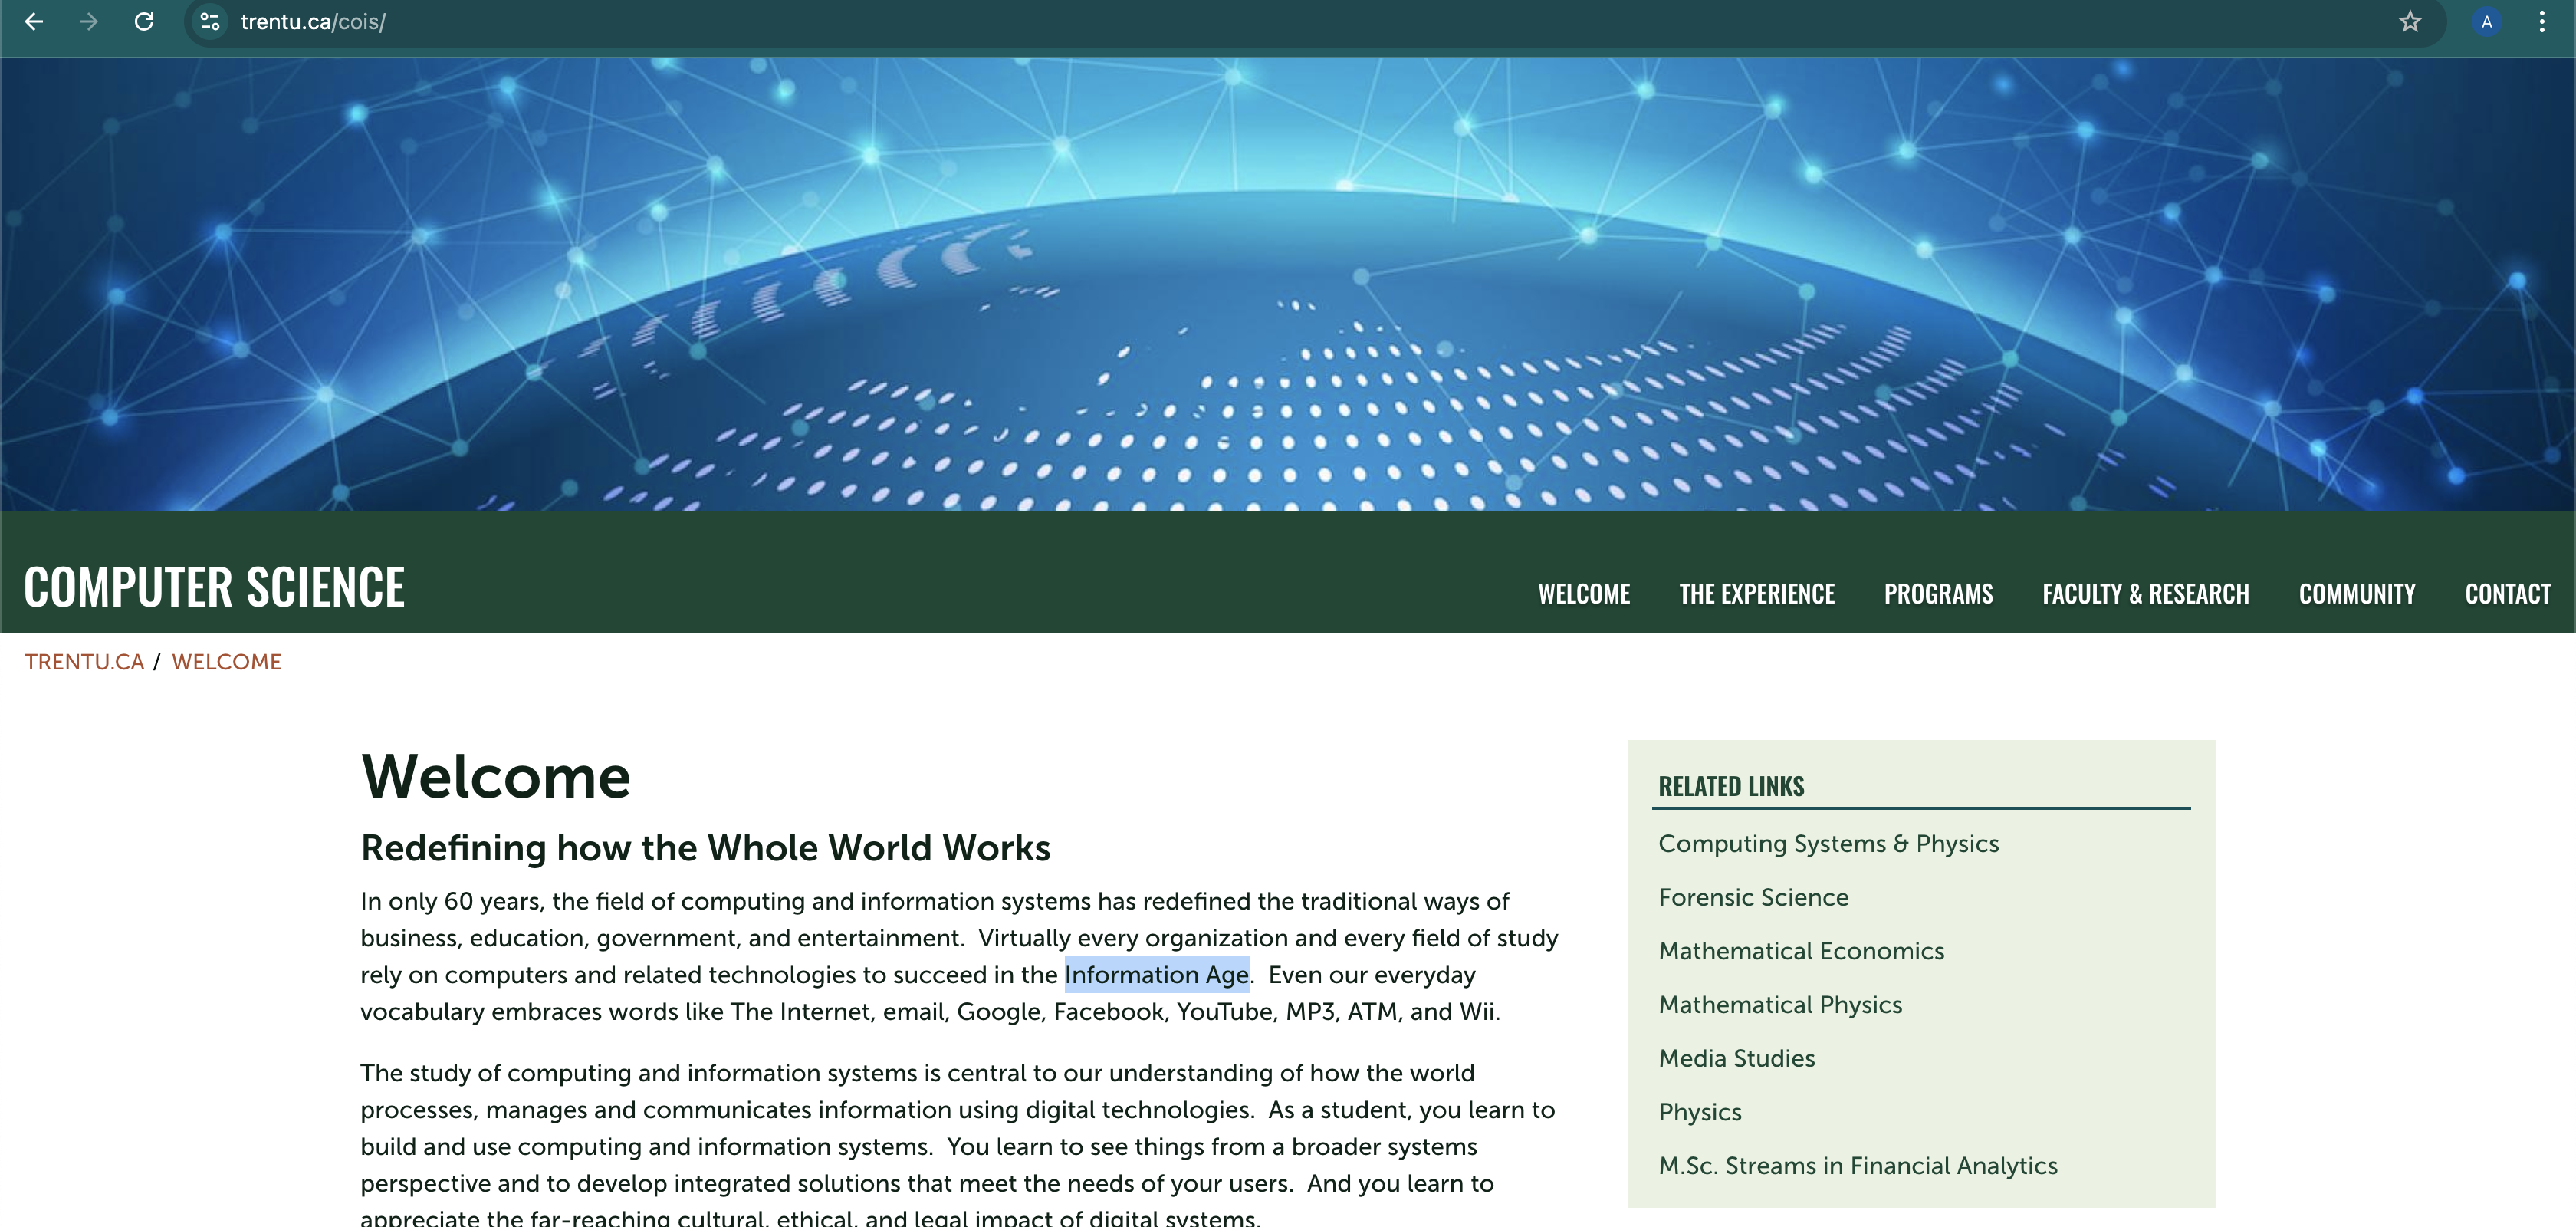 trentu.ca/cois/
A
COMPUTER SCIENCE
WELCOME
THE EXPERIENCE
PROGRAMS
FACULTY & RESEARCH
COMMUNITY
CONTACT
TRENTU.CA / WELCOME
Welcome
Redefining how the Whole World Works
In only 60 years, the field of computing and information systems has redefined the traditional ways of
business, education, government, and entertainment.  Virtually every organization and every field of study
rely on computers and related technologies to succeed in the Information Age.  Even our everyday
vocabulary embraces words like The Internet, email, Google, Facebook, YouTube, MP3, ATM, and Wii.
The study of computing and information systems is central to our understanding of how the world
processes, manages and communicates information using digital technologies.  As a student, you learn to
build and use computing and information systems.  You learn to see things from a broader systems
perspective and to develop integrated solutions that meet the needs of your users.  And you learn to
appreciate the far-reaching cultural, ethical, and legal impact of digital systems.
RELATED LINKS
Computing Systems & Physics
Forensic Science
Mathematical Economics
Mathematical Physics
Media Studies
Physics
M.Sc. Streams in Financial Analytics